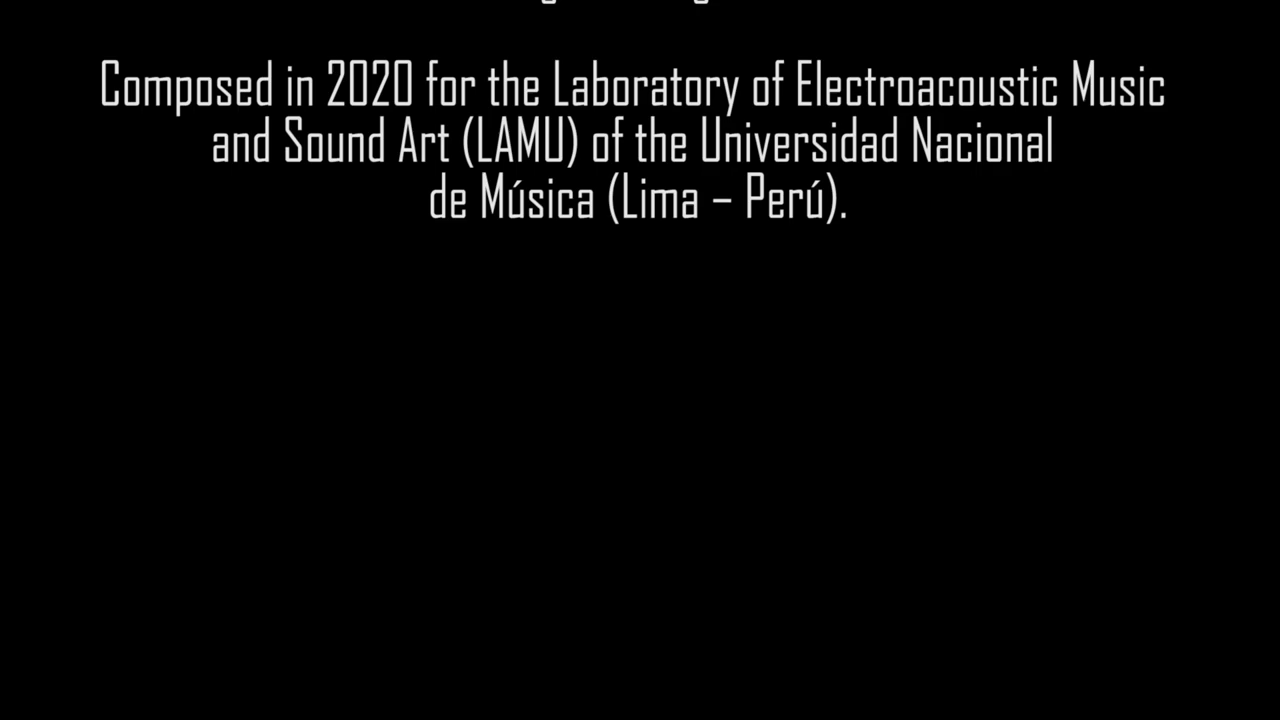 Composed in 2020 for the Laboratory of Electroacoustic Music
and Sound Art (LAMU) of the Universidad Nacional
de Música (Lima – Perú).